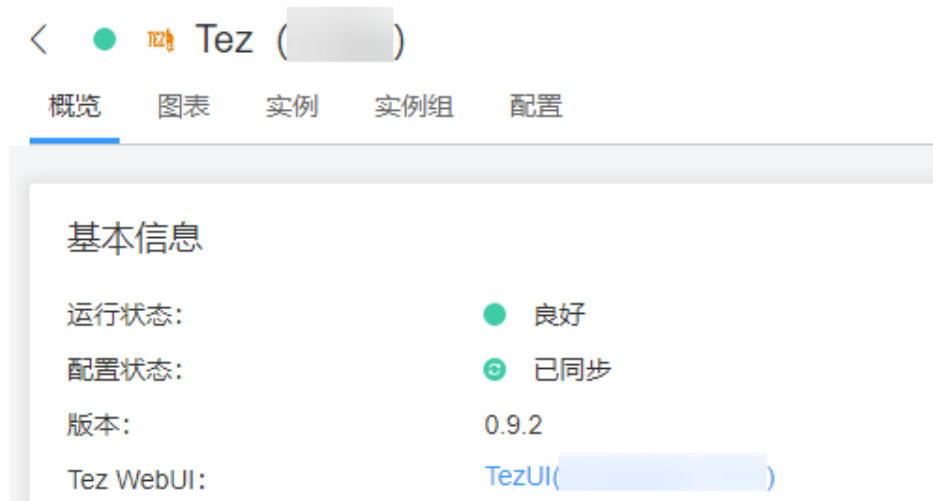 TEZ Tez ( )
概览 图表 实例 实例组 配置
基本信息
运行状态: 良好
配置状态: 已同步
版本: 0.9.2
Tez WebUI: TezUI( )